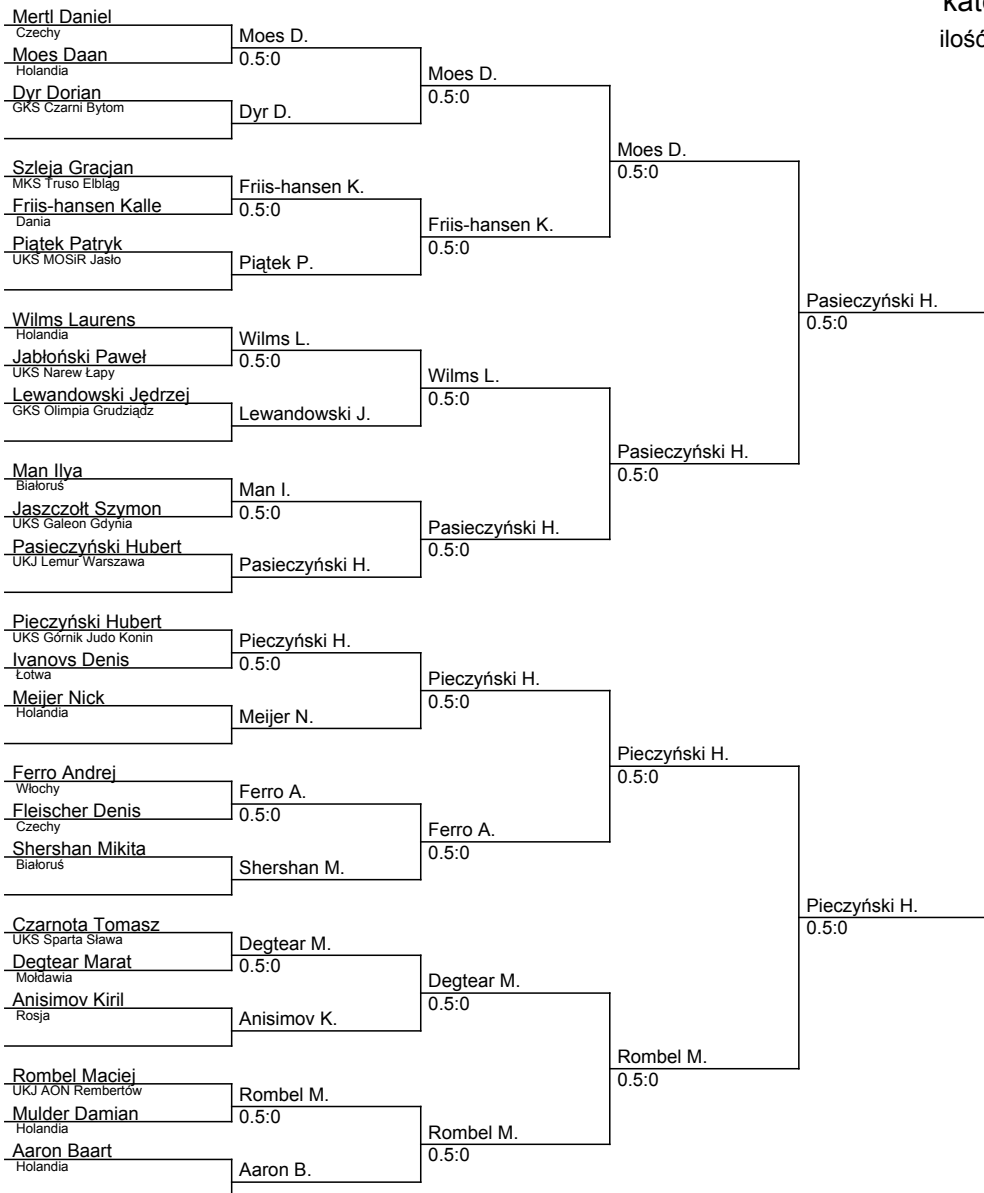 kate
ilość
Mertl Daniel
Czechy
Moes Daan
Holandia
Dyr Dorian
GKS Czarni Bytom
Szleja Gracjan
MKS Truso Elbląg
Friis-hansen Kalle
Dania
Piątek Patryk
UKS MOSiR Jasło
Wilms Laurens
Holandia
Jabłoński Paweł
UKS Narew Łapy
Lewandowski Jędrzej
GKS Olimpia Grudziądz
Man Ilya
Białoruś
Jaszczołt Szymon
UKS Galeon Gdynia
Pasieczyński Hubert
UKJ Lemur Warszawa
Pieczyński Hubert
UKS Górnik Judo Konin
Ivanovs Denis
Łotwa
Meijer Nick
Holandia
Ferro Andrej
Włochy
Fleischer Denis
Czechy
Shershan Mikita
Białoruś
Czarnota Tomasz
UKS Sparta Sława
Degtear Marat
Mołdawia
Anisimov Kiril
Rosja
Rombel Maciej
UKJ AON Rembertów
Mulder Damian
Holandia
Aaron Baart
Holandia
Moes D.
0.5:0
Dyr D.
Friis-hansen K.
0.5:0
Piątek P.
Wilms L.
0.5:0
Lewandowski J.
Man I.
0.5:0
Pasieczyński H.
Pieczyński H.
0.5:0
Meijer N.
Ferro A.
0.5:0
Shershan M.
Degtear M.
0.5:0
Anisimov K.
Rombel M.
0.5:0
Aaron B.
Moes D.
0.5:0
Friis-hansen K.
0.5:0
Wilms L.
0.5:0
Pasieczyński H.
0.5:0
Pieczyński H.
0.5:0
Ferro A.
0.5:0
Degtear M.
0.5:0
Rombel M.
0.5:0
Moes D.
0.5:0
Pasieczyński H.
0.5:0
Pieczyński H.
0.5:0
Rombel M.
0.5:0
Pasieczyński H.
0.5:0
Pieczyński H.
0.5:0